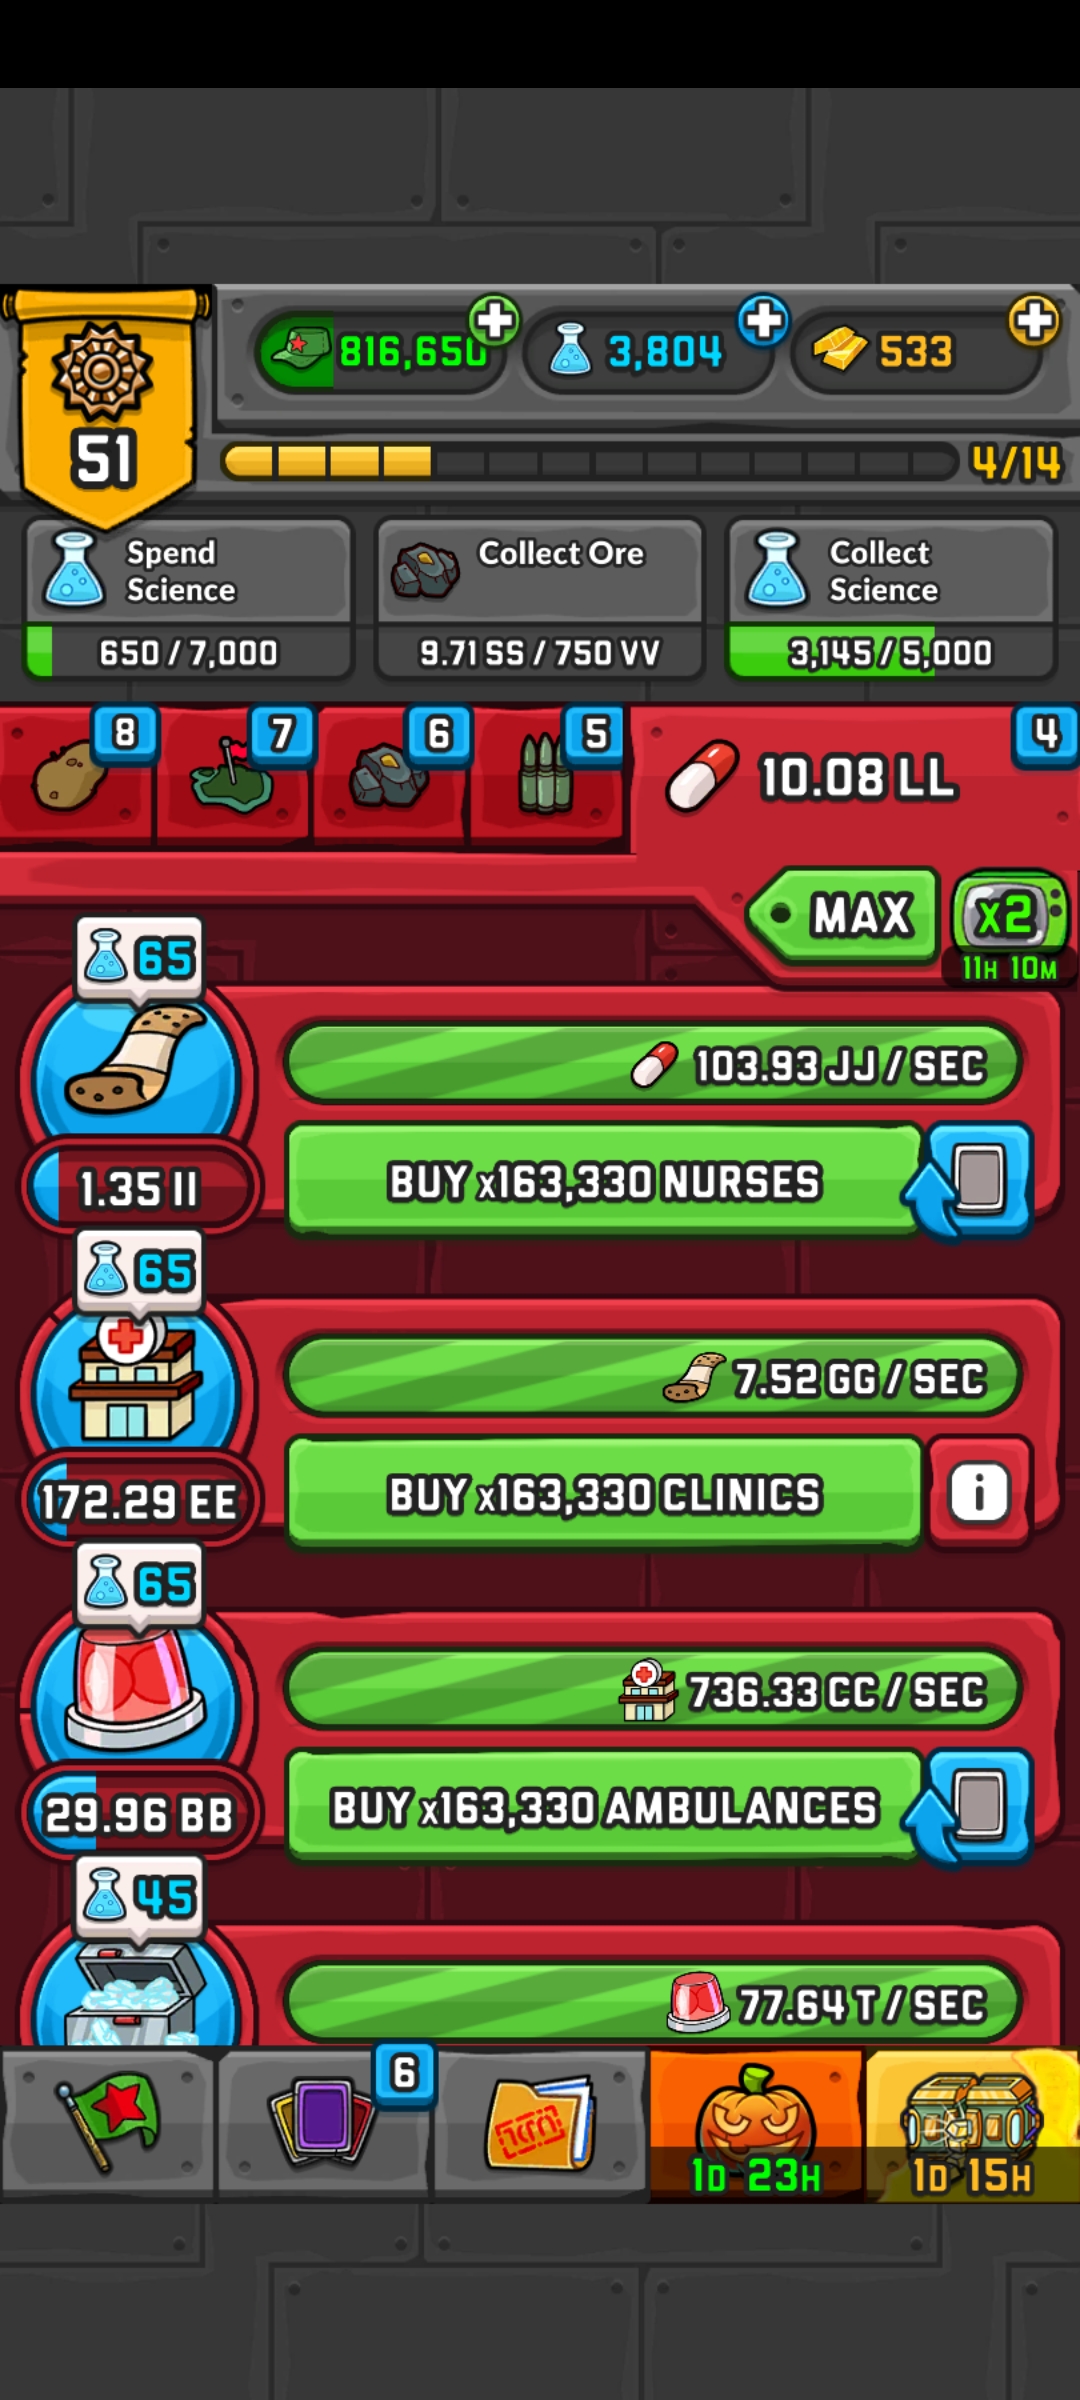 51
816,650
3,804
533
4/14
Spend
Science
650 / 7,000
Collect Ore
9.71 SS / 750 VV
Collect
Science
3,145 / 5,000
8
7
6
5
10.08 LL
4
MAX
x2
11H 10M
65
103.93 JJ / SEC
1.35 II
BUY x163,330 NURSES
65
7.52 GG / SEC
172.29 EE
BUY x163,330 CLINICS
i
65
736.33 CC / SEC
29.96 BB
BUY x163,330 AMBULANCES
45
77.64 T / SEC
6
1D 23H
1D 15H